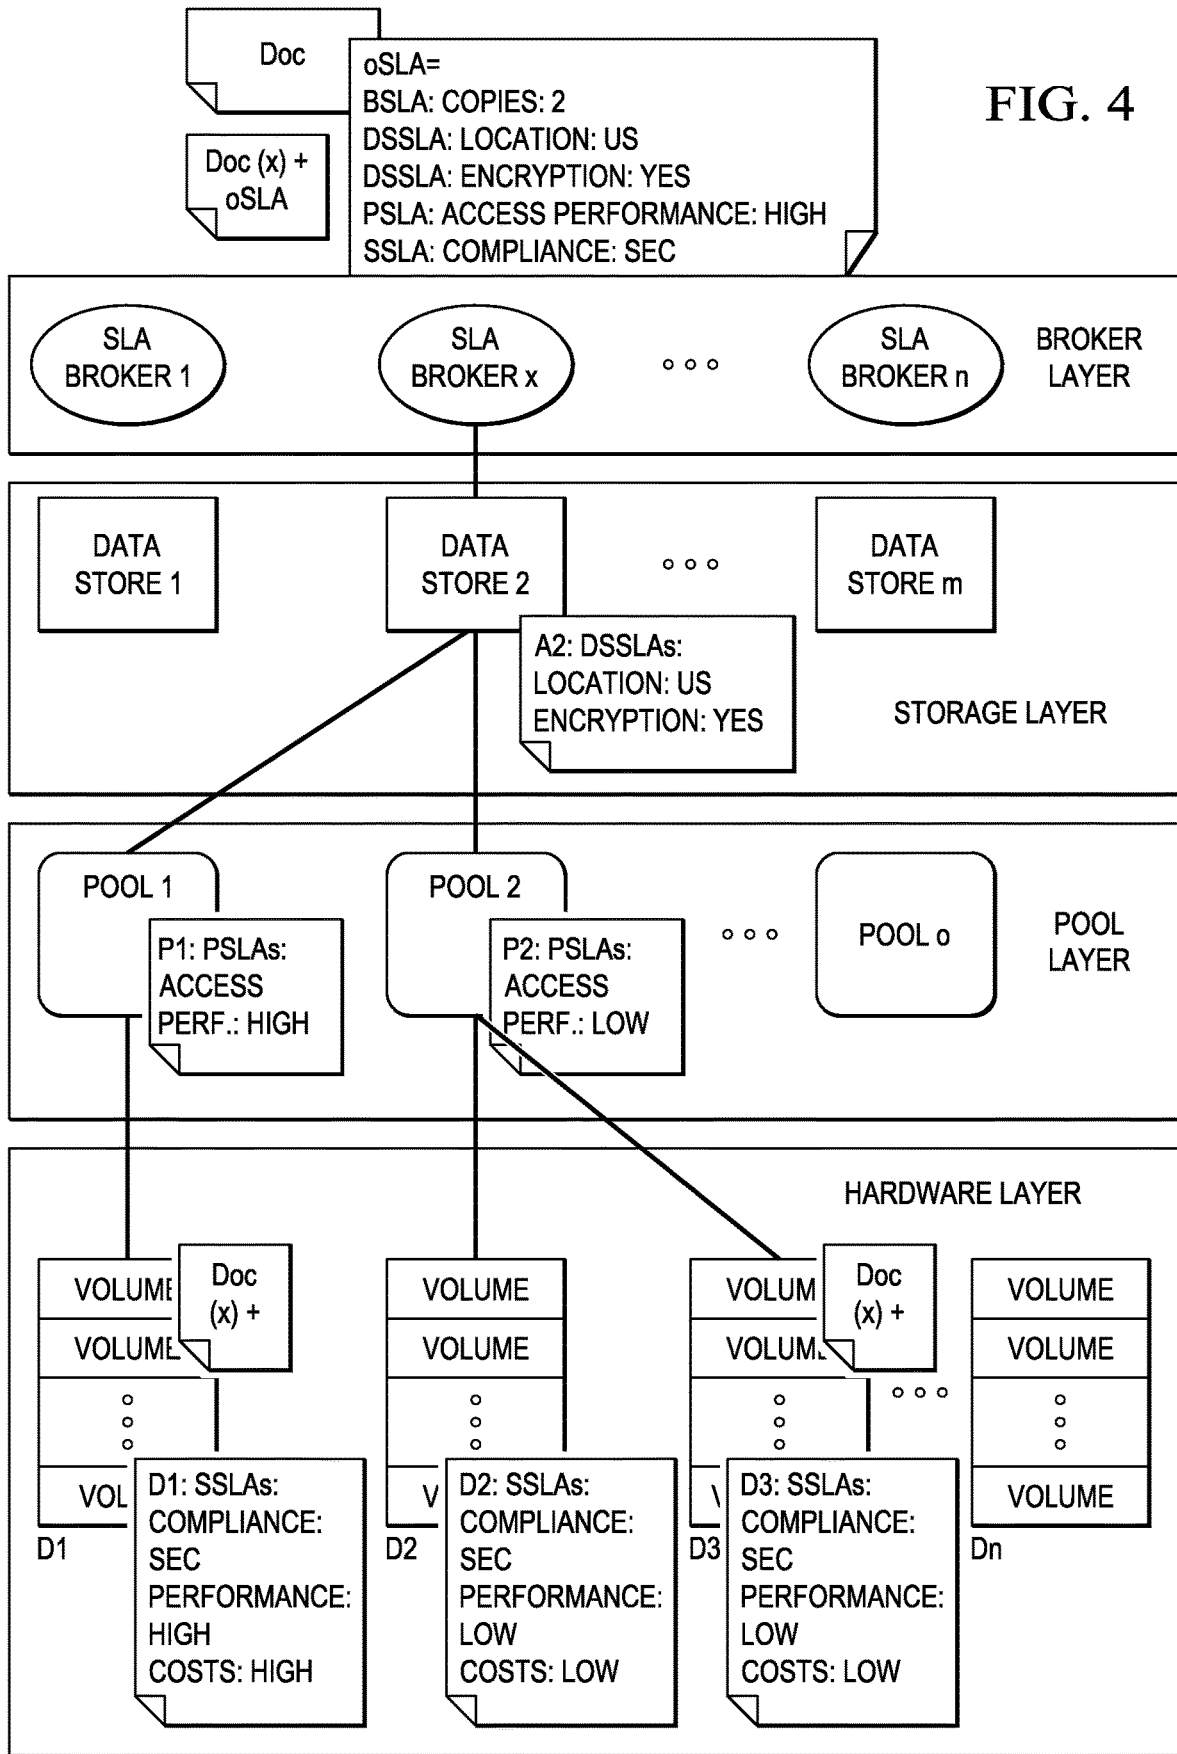 Doc
oSLA=
BSLA: COPIES: 2
DSSLA: LOCATION: US
DSSLA: ENCRYPTION: YES
PSLA: ACCESS PERFORMANCE: HIGH
SSLA: COMPLIANCE: SEC
FIG. 4
Doc (x) +
oSLA
SLA
BROKER 1
SLA
BROKER x
SLA
BROKER n
BROKER
LAYER
DATA
STORE 1
DATA
STORE 2
DATA
STORE m
A2: DSSLAs:
LOCATION: US
ENCRYPTION: YES
STORAGE LAYER
POOL 1
P1: PSLAs:
ACCESS
PERF.: HIGH
POOL 2
P2: PSLAs:
ACCESS
PERF.: LOW
POOL o
POOL
LAYER
HARDWARE LAYER
VOLUME
VOLUME
VOL
D1
Doc
(x) +
D1: SSLAs:
COMPLIANCE:
SEC
PERFORMANCE:
HIGH
COSTS: HIGH
VOLUME
VOLUME
V
D2
D2: SSLAs:
COMPLIANCE:
SEC
PERFORMANCE:
LOW
COSTS: LOW
VOLUM
VOLUM
D3
Doc
(x) +
D3: SSLAs:
COMPLIANCE:
SEC
PERFORMANCE:
LOW
COSTS: LOW
VOLUME
VOLUME
VOLUME
Dn